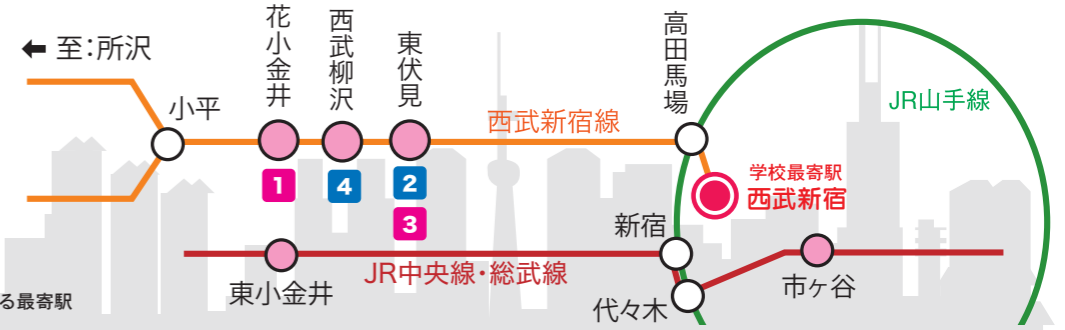 至：所沢
小平
花小金井
西武柳沢
東伏見
高田馬場
西武新宿線
JR山手線
1
4
2
3
学校最寄駅
西武新宿
新宿
東小金井
JR中央線・総武線
代々木
市ヶ谷
る最寄駅